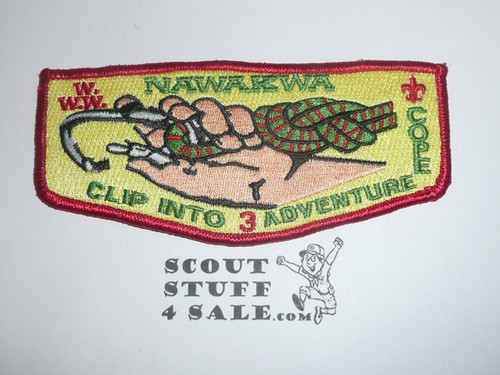 NAWAKWA
W.
W.W.
COPE
CLIP INTO 3 ADVENTURE
SCOUT
STUFF
4 SALE.COM